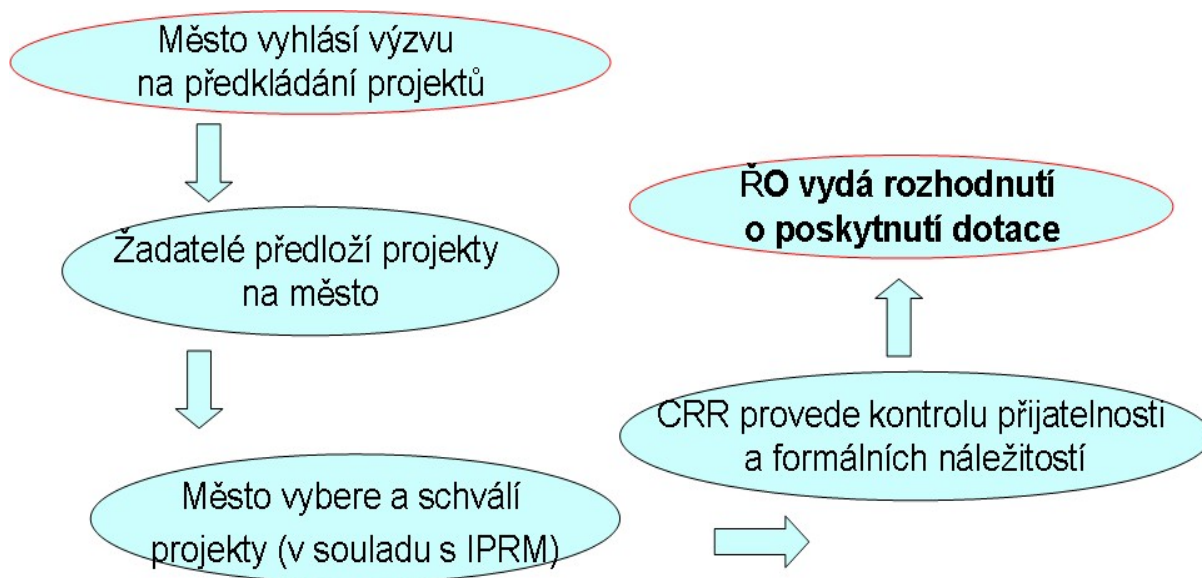 Město vyhlásí výzvu
na předkládání projektů
Žadatelé předloží projekty
na město
Město vybere a schválí
projekty (v souladu s IPRM)
CRR provede kontrolu přijatelnosti
a formálních náležitostí
ŘO vydá rozhodnutí
o poskytnutí dotace